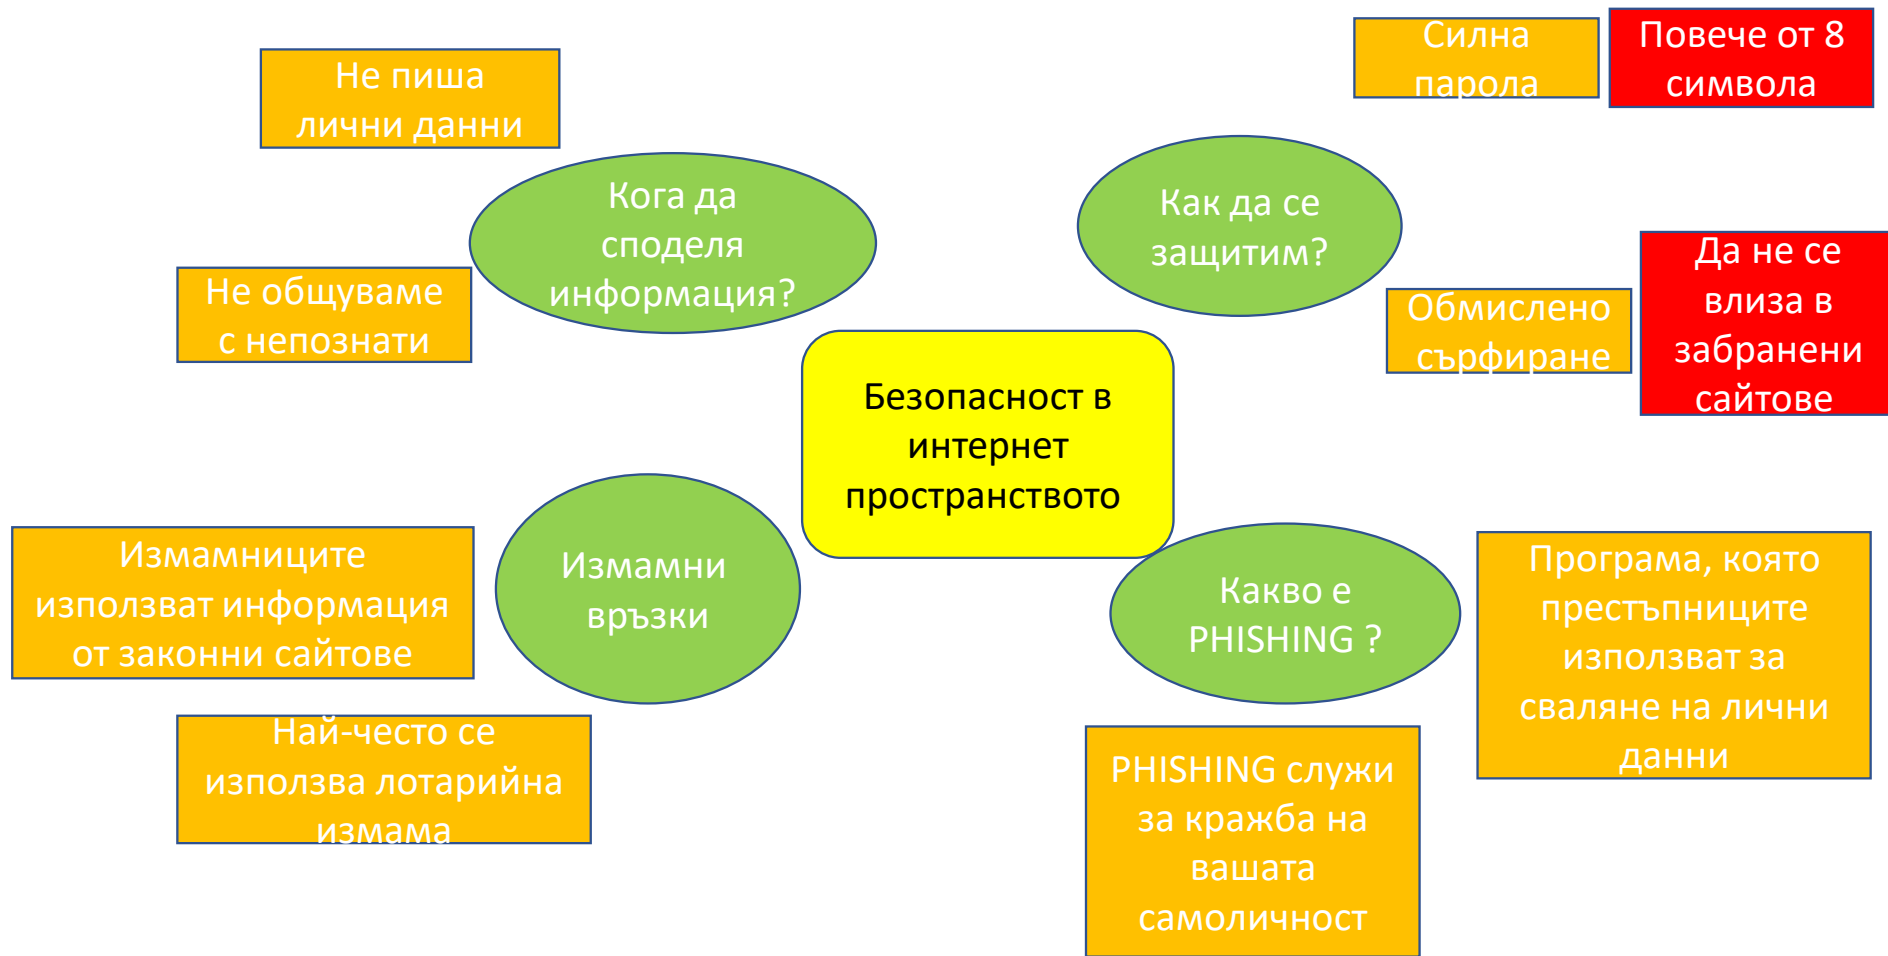 Силна
парола
Повече от 8
символа
Не пиша
лични данни
Кога да
споделя
информация?
Как да се
защитим?
Не общуваме
с непознати
Обмислено
сърфиране
Да не се
влиза в
забранени
сайтове
Безопасност в
интернет
пространството
Измамниците
използват информация
от законни сайтове
Измамни
връзки
Какво е
PHISHING ?
Програма, която
престъпниците
използват за
сваляне на лични
данни
Най-често се
използва лотарийна
измама
PHISHING служи
за кражба на
вашата
самоличност